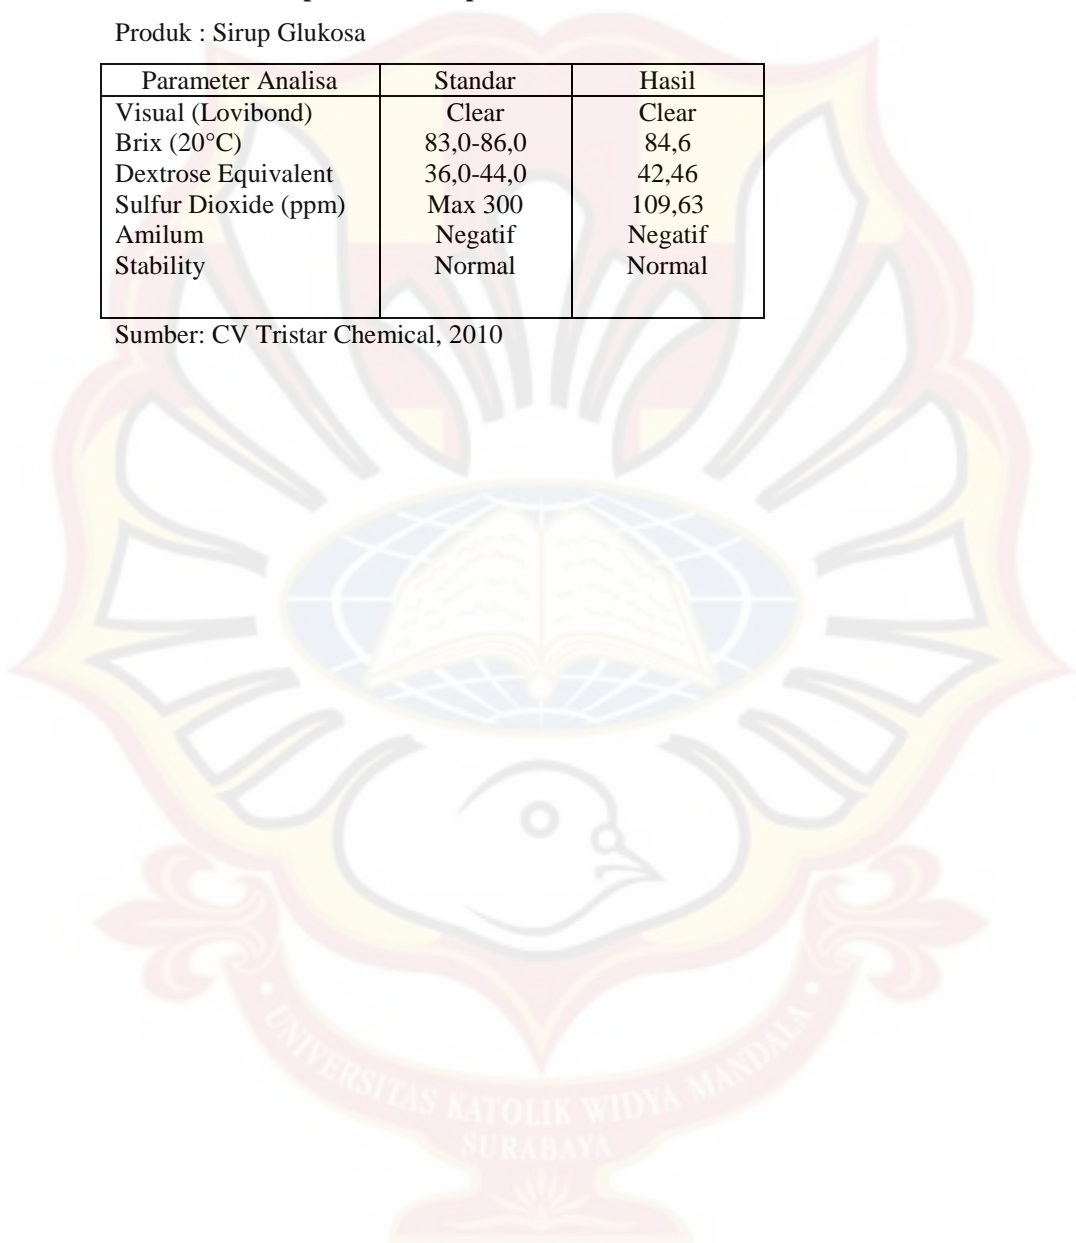 Produk : Sirup Glukosa
Parameter Analisa Standar Hasil
Visual (Lovibond) Clear Clear
Brix (20°C) 83,0-86,0 84,6
Dextrose Equivalent 36,0-44,0 42,46
Sulfur Dioxide (ppm) Max 300 109,63
Amilum Negatif Negatif
Stability Normal Normal
Sumber: CV Tristar Chemical, 2010
UNIVERSITAS KATOLIK WIDYA MANDALA
SURABAYA